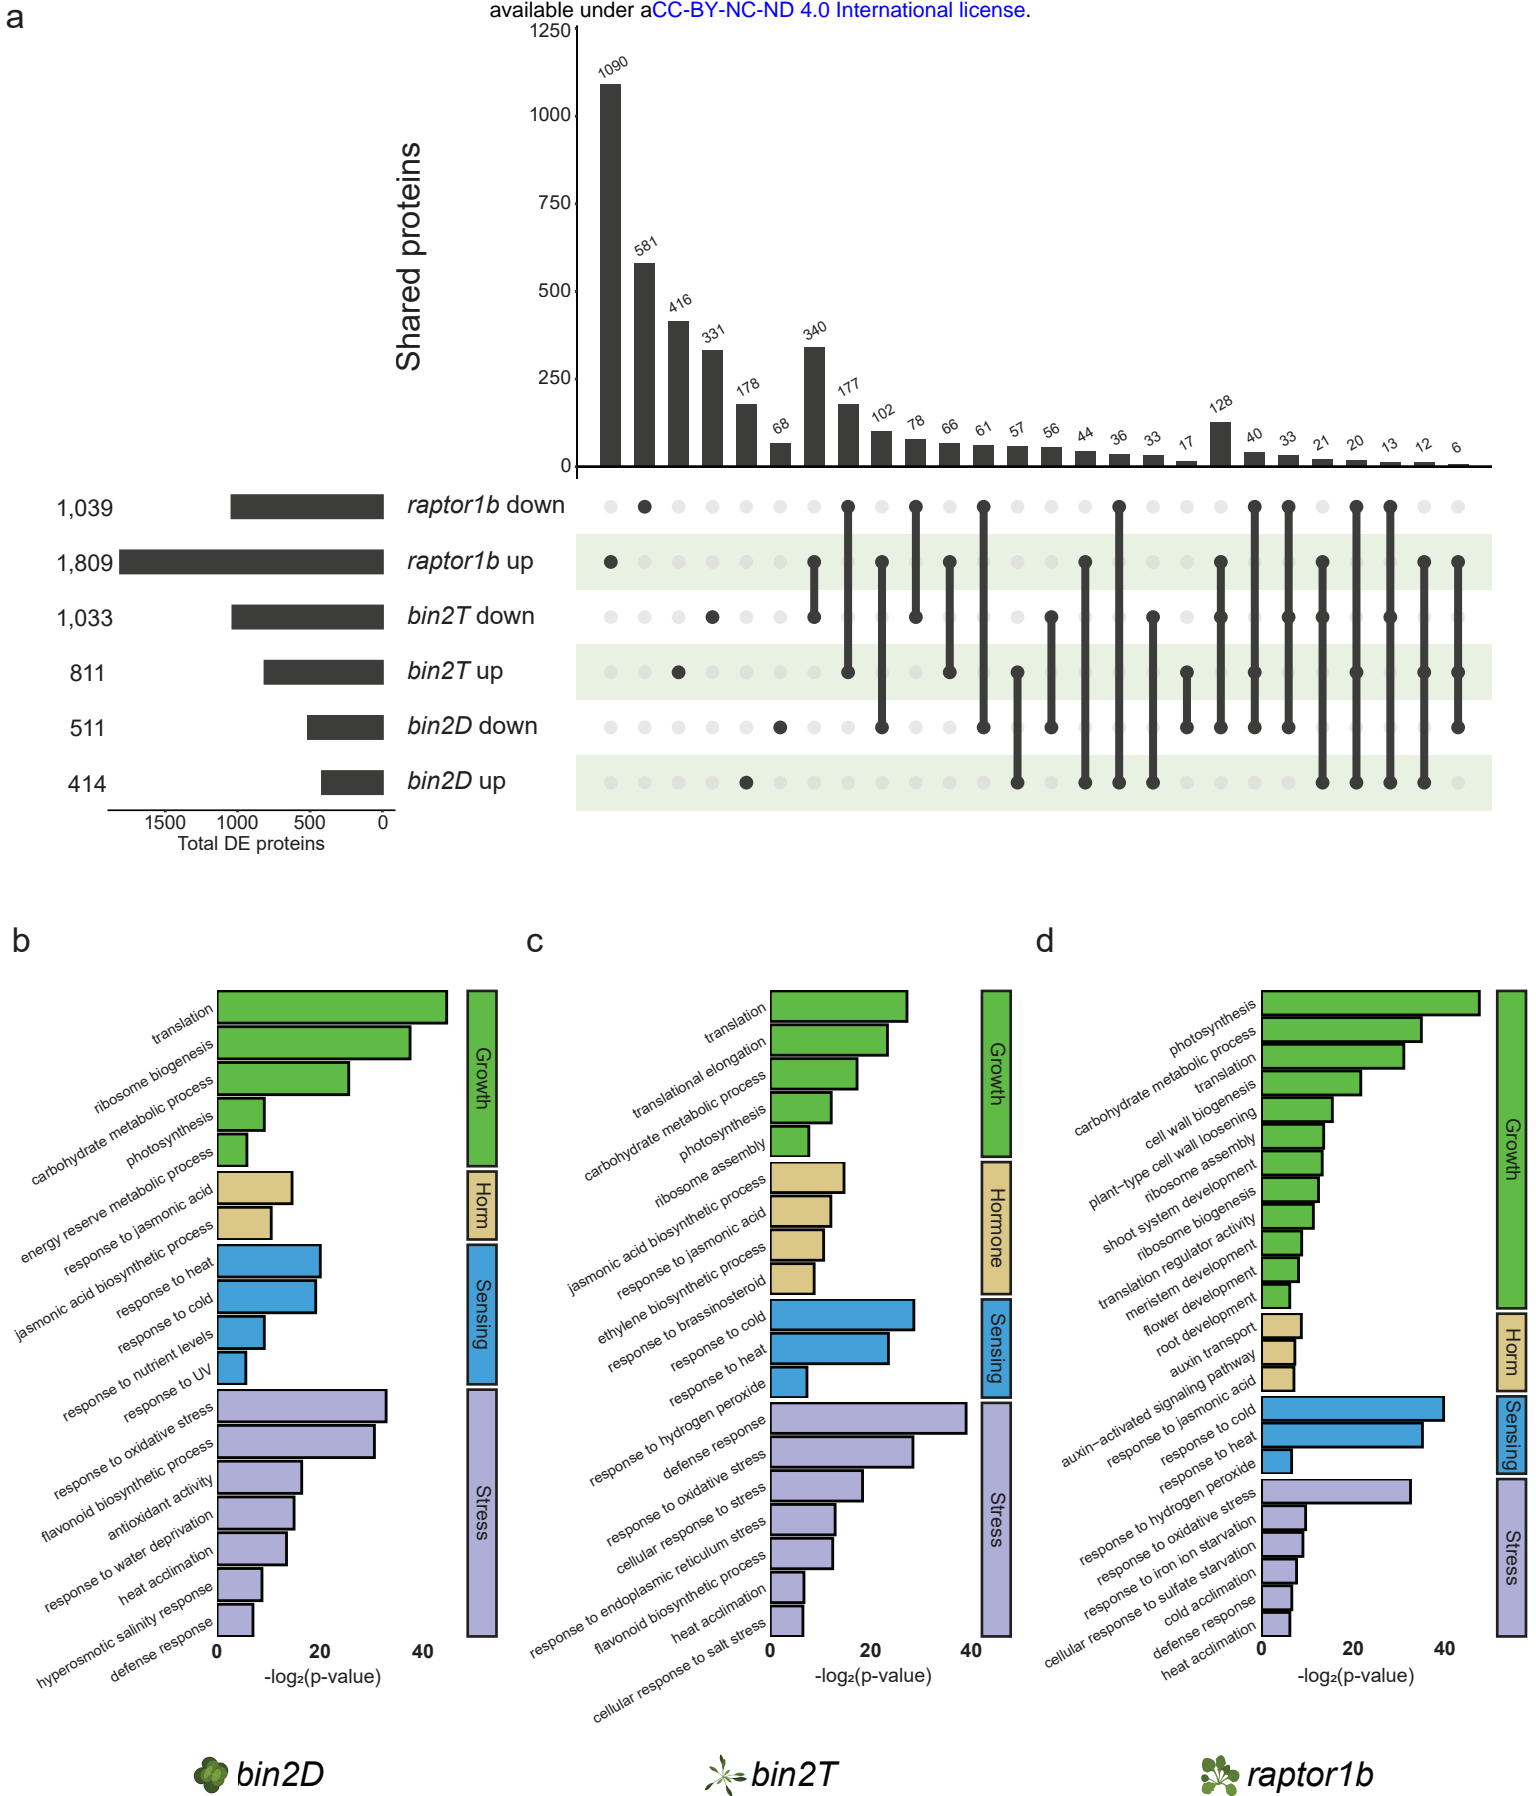 available under aCC-BY-NC-ND 4.0 International license.
a
Shared proteins
1250
1000
750
500
250
0
1090
581
416
331
178
68
340
177
102
78
66
61
57
56
44
36
33
17
128
40
33
21
20
13
12
6
1,039 raptor1b down
1,809 raptor1b up
1,033 bin2T down
811 bin2T up
511 bin2D down
414 bin2D up
1500 1000 500 0
Total DE proteins
b
translation
ribosome biogenesis
carbohydrate metabolic process
photosynthesis
energy reserve metabolic process
response to jasmonic acid
jasmonic acid biosynthetic process
response to heat
response to cold
response to nutrient levels
response to UV
response to oxidative stress
flavonoid biosynthetic process
antioxidant activity
response to water deprivation
heat acclimation
hyperosmotic salinity response
defense response
Growth
Horm
Sensing
Stress
0 20 40
-log₂(p-value)
bin2D
c
translation
translational elongation
carbohydrate metabolic process
photosynthesis
ribosome assembly
jasmonic acid biosynthetic process
response to jasmonic acid
ethylene biosynthetic process
response to brassinosteroid
response to cold
response to heat
response to hydrogen peroxide
defense response
response to oxidative stress
cellular response to stress
response to endoplasmic reticulum stress
flavonoid biosynthetic process
heat acclimation
cellular response to salt stress
Growth
Hormone
Sensing
Stress
0 20 40
-log₂(p-value)
bin2T
d
photosynthesis
carbohydrate metabolic process
translation
cell wall biogenesis
plant−type cell wall loosening
ribosome assembly
shoot system development
ribosome biogenesis
translation regulator activity
meristem development
flower development
root development
auxin transport
auxin−activated signaling pathway
response to jasmonic acid
response to cold
response to heat
response to hydrogen peroxide
response to oxidative stress
response to iron ion starvation
cellular response to sulfate starvation
cold acclimation
defense response
heat acclimation
Growth
Horm
Sensing
Stress
0 20 40
-log₂(p-value)
raptor1b